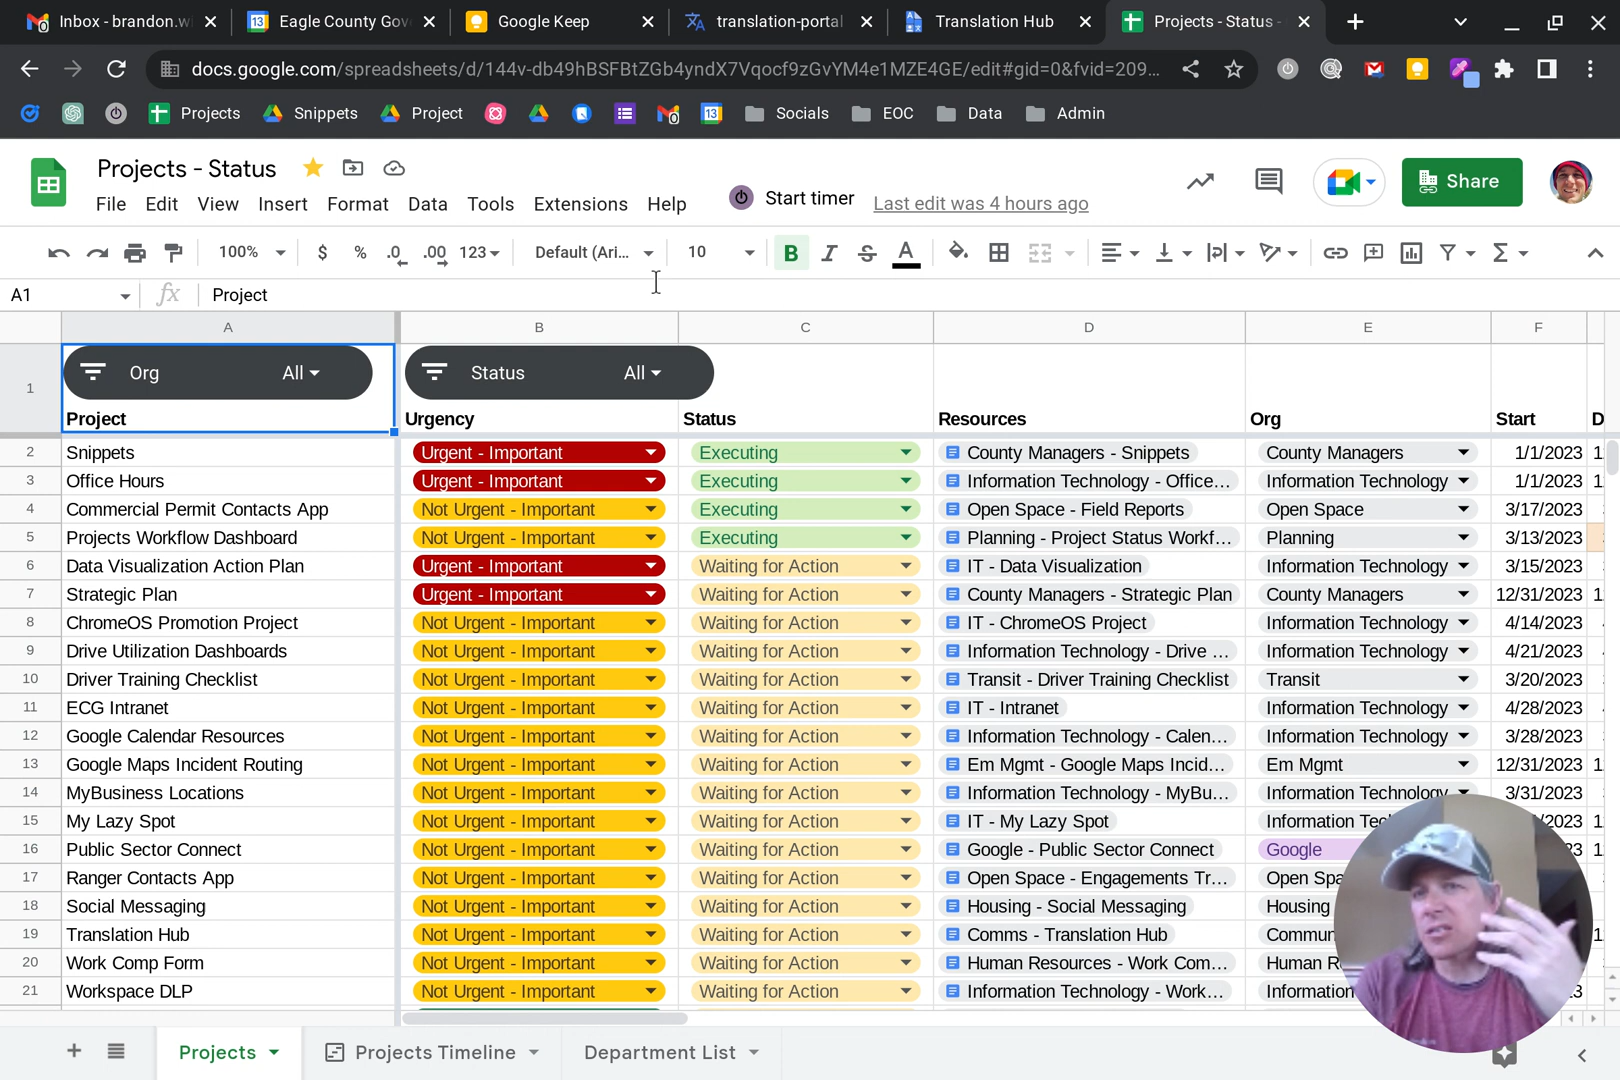 Inbox - brandon.w
Eagle County Gov
Google Keep
translation-portal
Translation Hub
Projects - Status -
docs.google.com/spreadsheets/d/144v-db49hBSFBtZGb4yndX7Vqocf9zGvYM4e1MZE4GE/edit#gid=0&fvid=209...
Projects Snippets Project Socials EOC Data Admin
Projects - Status
File Edit View Insert Format Data Tools Extensions Help
Start timer
Last edit was 4 hours ago
Share
100% $ % .0 .00 123 Default (Ari... 10 B I S A
A1 fx Project
A B C D E F
1 Org All Status All
Project Urgency Status Resources Org Start D
2 Snippets Urgent - Important Executing County Managers - Snippets County Managers 1/1/2023
3 Office Hours Urgent - Important Executing Information Technology - Office... Information Technology 1/1/2023
4 Commercial Permit Contacts App Not Urgent - Important Executing Open Space - Field Reports Open Space 3/17/2023
5 Projects Workflow Dashboard Not Urgent - Important Executing Planning - Project Status Workf... Planning 3/13/2023
6 Data Visualization Action Plan Urgent - Important Waiting for Action IT - Data Visualization Information Technology 3/15/2023
7 Strategic Plan Urgent - Important Waiting for Action County Managers - Strategic Plan County Managers 12/31/2023
8 ChromeOS Promotion Project Not Urgent - Important Waiting for Action IT - ChromeOS Project Information Technology 4/14/2023
9 Drive Utilization Dashboards Not Urgent - Important Waiting for Action Information Technology - Drive ... Information Technology 4/21/2023
10 Driver Training Checklist Not Urgent - Important Waiting for Action Transit - Driver Training Checklist Transit 3/20/2023
11 ECG Intranet Not Urgent - Important Waiting for Action IT - Intranet Information Technology 4/28/2023
12 Google Calendar Resources Not Urgent - Important Waiting for Action Information Technology - Calen... Information Technology 3/28/2023
13 Google Maps Incident Routing Not Urgent - Important Waiting for Action Em Mgmt - Google Maps Incid... Em Mgmt 12/31/2023
14 MyBusiness Locations Not Urgent - Important Waiting for Action Information Technology - MyBu... Information Technology 3/31/2023
15 My Lazy Spot Not Urgent - Important Waiting for Action IT - My Lazy Spot Information Tec /2023
16 Public Sector Connect Not Urgent - Important Waiting for Action Google - Public Sector Connect Google 023
17 Ranger Contacts App Not Urgent - Important Waiting for Action Open Space - Engagements Tr... Open Spa
18 Social Messaging Not Urgent - Important Waiting for Action Housing - Social Messaging Housing
19 Translation Hub Not Urgent - Important Waiting for Action Comms - Translation Hub Commun
20 Work Comp Form Not Urgent - Important Waiting for Action Human Resources - Work Com... Human R
21 Workspace DLP Not Urgent - Important Waiting for Action Information Technology - Work... Information
Projects Projects Timeline Department List